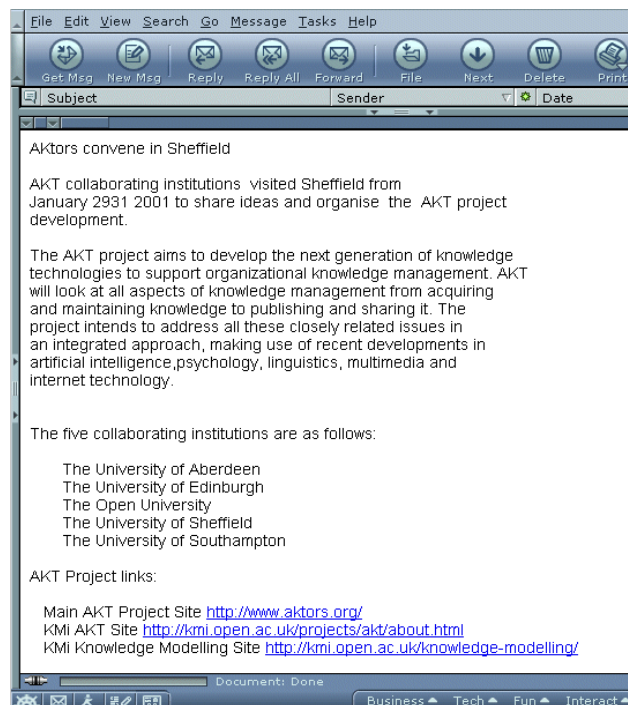 File Edit View Search Go Message Tasks Help
Get Msg New Msg Reply Reply All Forward File Next Delete Print
Subject Sender Date
AKtors convene in Sheffield
AKT collaborating institutions visited Sheffield from
January 2931 2001 to share ideas and organise the AKT project
development.
The AKT project aims to develop the next generation of knowledge
technologies to support organizational knowledge management. AKT
will look at all aspects of knowledge management from acquiring
and maintaining knowledge to publishing and sharing it. The
project intends to address all these closely related issues in
an integrated approach, making use of recent developments in
artificial intelligence,psychology, linguistics, multimedia and
internet technology.
The five collaborating institutions are as follows:
The University of Aberdeen
The University of Edinburgh
The Open University
The University of Sheffield
The University of Southampton
AKT Project links:
Main AKT Project Site http://www.aktors.org/
KMi AKT Site http://kmi.open.ac.uk/projects/akt/about.html
KMi Knowledge Modelling Site http://kmi.open.ac.uk/knowledge-modelling/
Document: Done
Business Tech Fun Interact